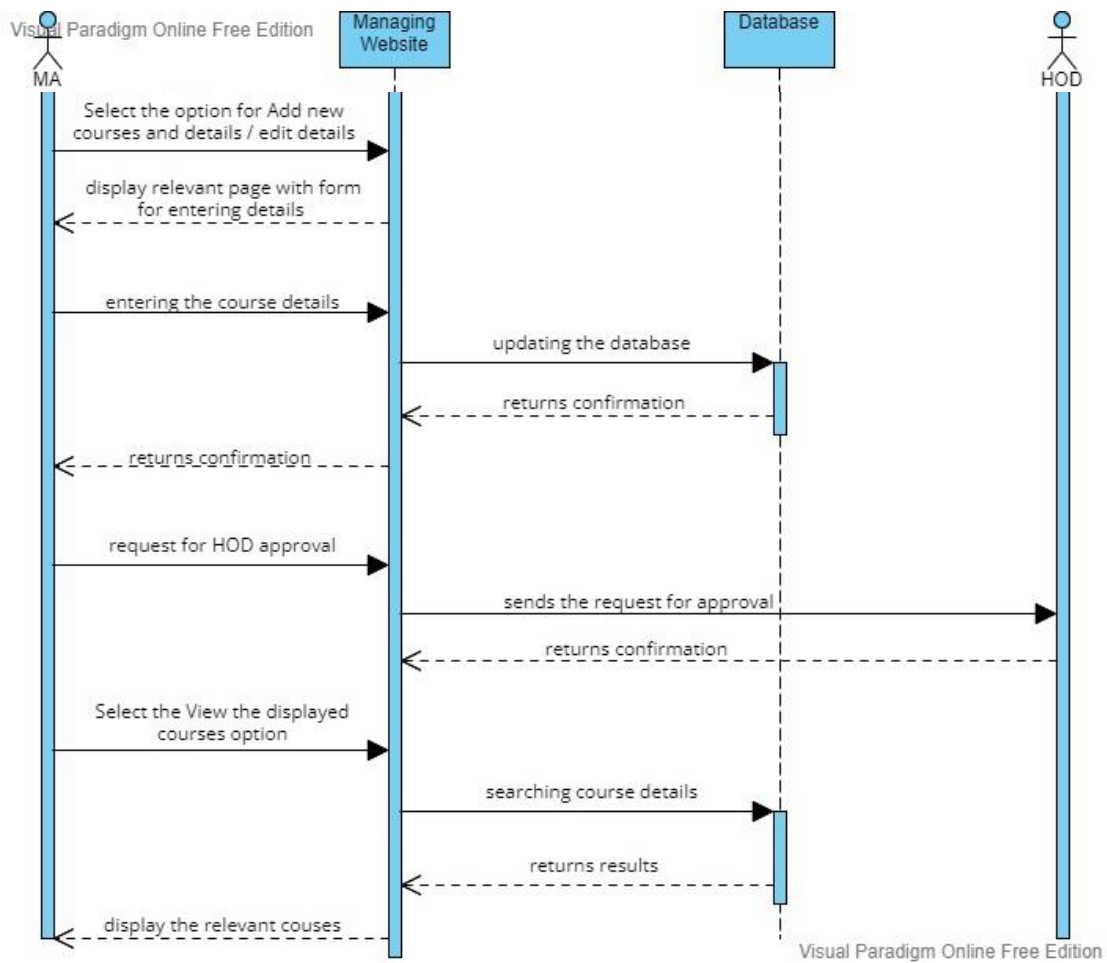 Visual Paradigm Online Free Edition
MA
Managing
Website
Database
HOD
Select the option for Add new
courses and details / edit details
display relevant page with form
for entering details
entering the course details
updating the database
returns confirmation
returns confirmation
request for HOD approval
sends the request for approval
returns confirmation
Select the View the displayed
courses option
searching course details
returns results
display the relevant couses
Visual Paradigm Online Free Edition